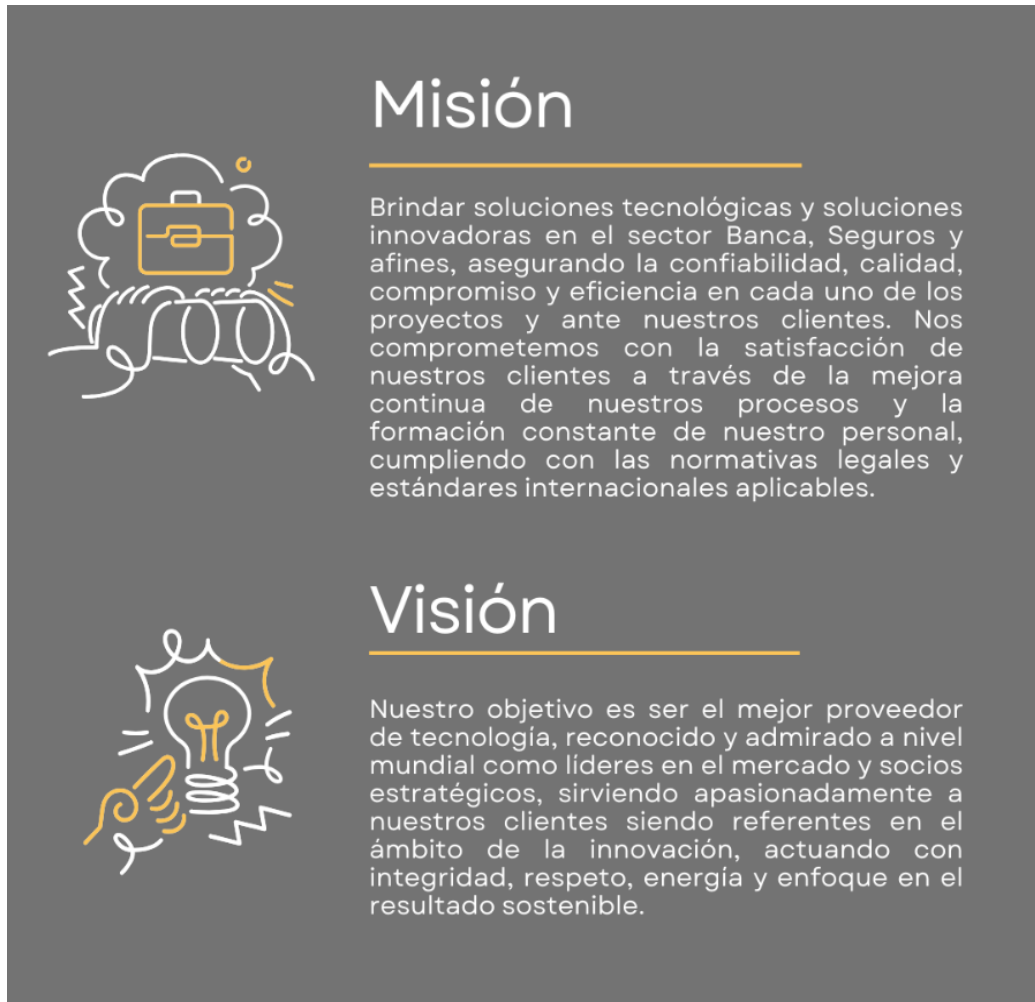 Misión
Brindar soluciones tecnológicas y soluciones
innovadoras en el sector Banca, Seguros y
afines, asegurando la confiabilidad, calidad,
compromiso y eficiencia en cada uno de los
proyectos y ante nuestros clientes. Nos
comprometemos con la satisfacción de
nuestros clientes a través de la mejora
continua de nuestros procesos y la
formación constante de nuestro personal,
cumpliendo con las normativas legales y
estándares internacionales aplicables.
Visión
Nuestro objetivo es ser el mejor proveedor
de tecnología, reconocido y admirado a nivel
mundial como líderes en el mercado y socios
estratégicos, sirviendo apasionadamente a
nuestros clientes siendo referentes en el
ámbito de la innovación, actuando con
integridad, respeto, energía y enfoque en el
resultado sostenible.